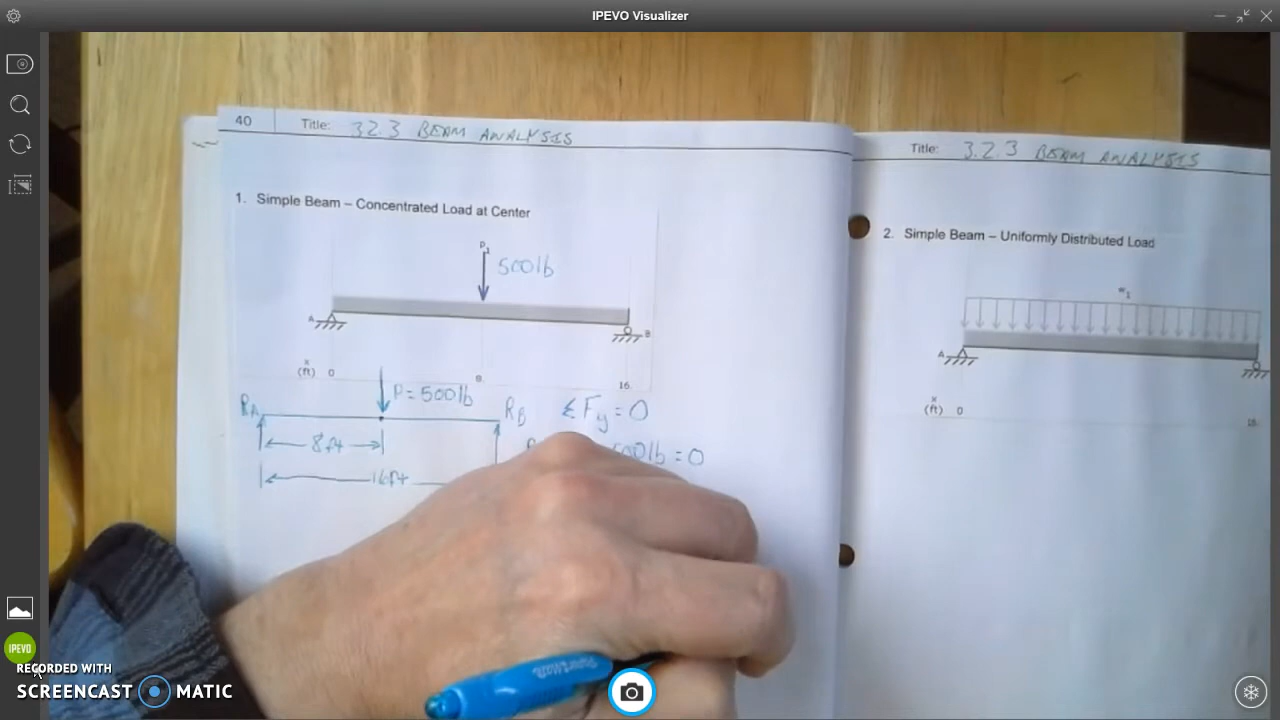 IPEVO Visualizer
40 Title: 3.2.3 BEAM ANALYSIS
1. Simple Beam – Concentrated Load at Center
P1
500lb
A
B
x
(ft) 0 8 16
P=500lb
RA
RB
8ft
16ft
ΣFy=0
500lb=0
Title: 3.2.3 BEAM ANALYSIS
2. Simple Beam – Uniformly Distributed Load
w1
A
x
(ft) 0 16
PaperMate
IPEVO
RECORDED WITH
SCREENCAST MATIC